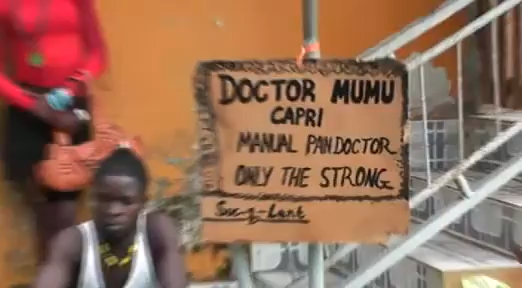 DOCTOR MUMU
CAPRI
MANUAL PAN DOCTOR
ONLY THE STRONG